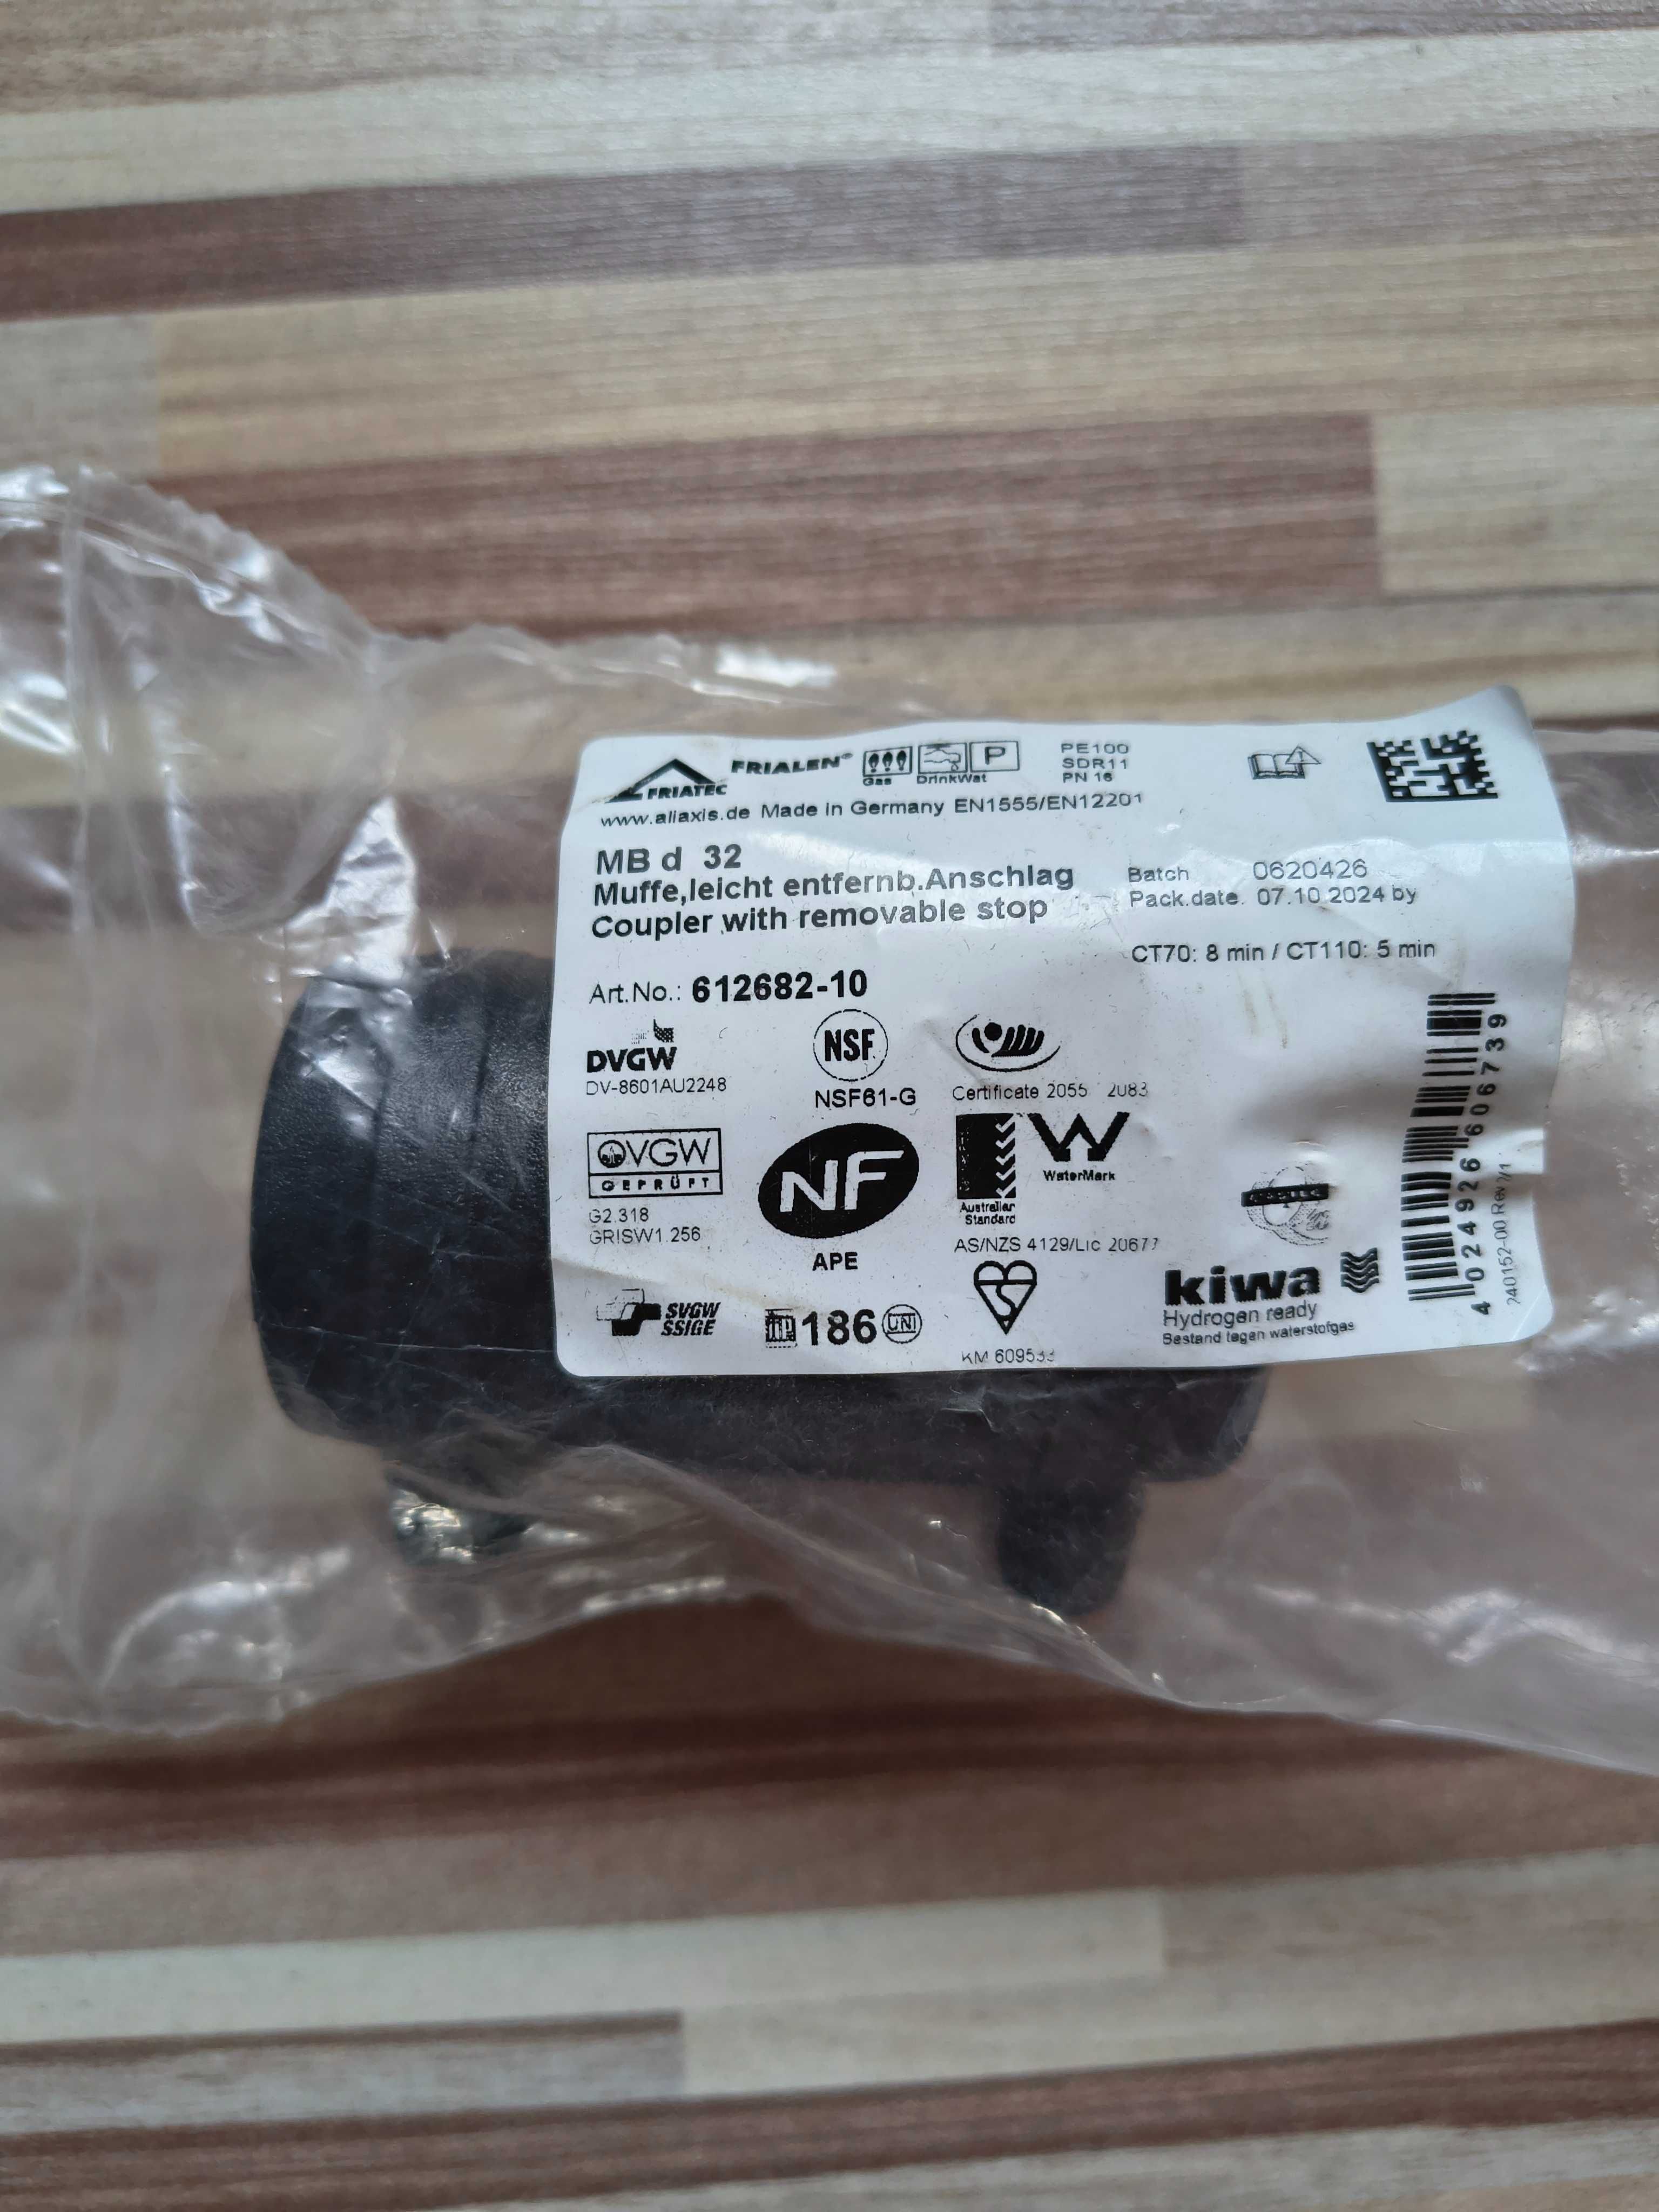 FRIATEC
FRIALEN®
Gas
DrinkWat
P
PE100
SDR11
PN 16
www.aliaxis.de Made in Germany EN1555/EN12201
MB d 32
Muffe,leicht entfernb.Anschlag
Coupler with removable stop
Batch 0620426
Pack.date. 07.10.2024 by
CT70: 8 min / CT110: 5 min
Art.No.: 612682-10
DVGW
DV-8601AU2248
NSF
NSF61-G
Certificate 2055 2083
ÖVGW
GEPRÜFT
G2.318
GRISW1.256
NF
APE
Australian
Standard
WaterMark
AS/NZS 4129/Lic 20677
SVGW
SSIGE
IIP 186 UNI
KM 609533
kiwa
Hydrogen ready
Bestand tegen waterstofgas
4 024926 606739
240152-00 Rev